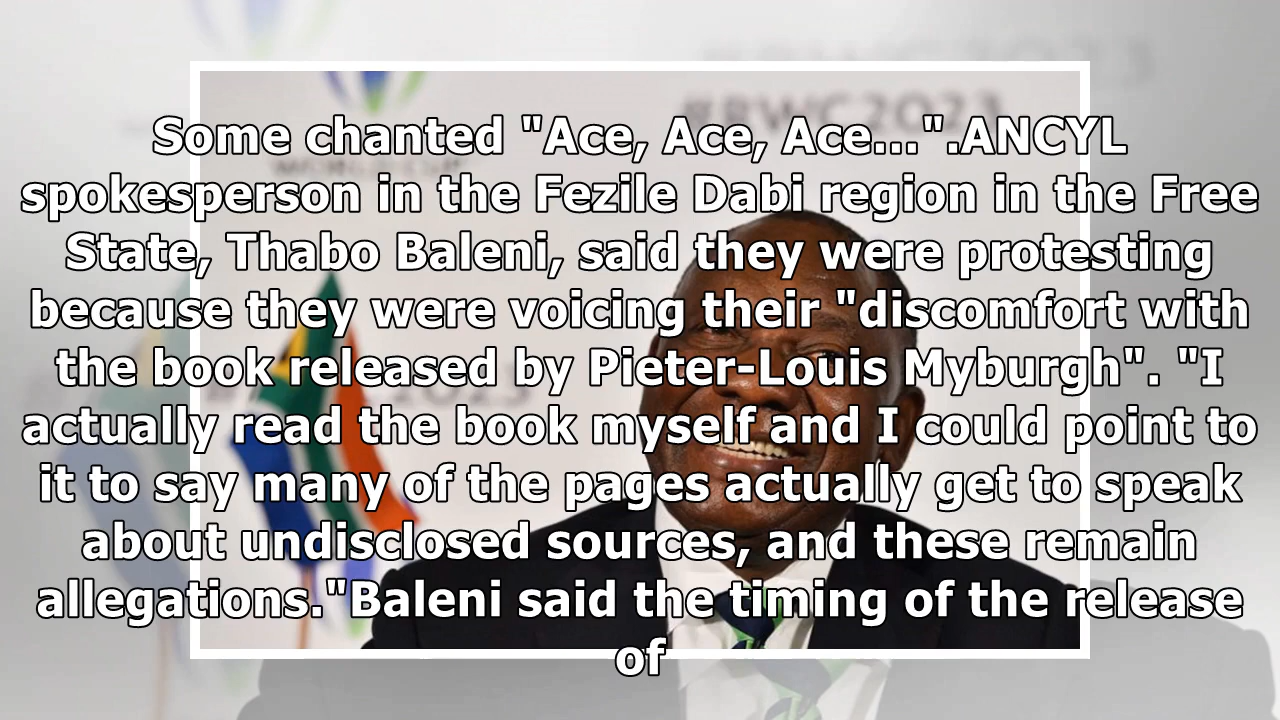 #RWC2023
Some chanted "Ace, Ace, Ace...".ANCYL
spokesperson in the Fezile Dabi region in the Free
State, Thabo Baleni, said they were protesting
because they were voicing their "discomfort with
the book released by Pieter-Louis Myburgh". "I
actually read the book myself and I could point to
it to say many of the pages actually get to speak
about undisclosed sources, and these remain
allegations."Baleni said the timing of the release
of